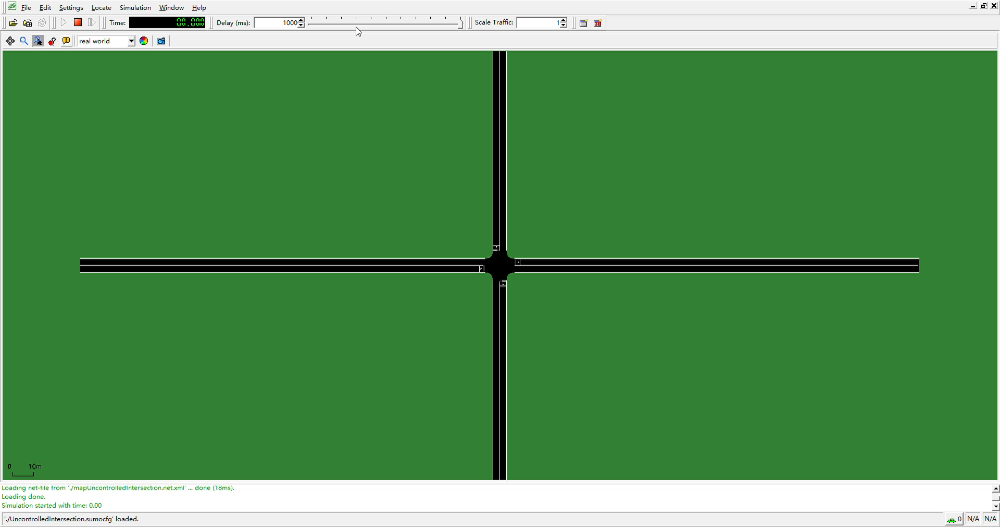 File Edit Settings Locate Simulation Window Help
Time: 00.000 Delay (ms): 1000 Scale Traffic: 1
real world
0 10m
Loading net-file from './mapUncontrolledIntersection.net.xml' ... done (18ms).
Loading done.
Simulation started with time: 0.00
'./UncontrolledIntersection.sumocfg' loaded. 0 N/A N/A